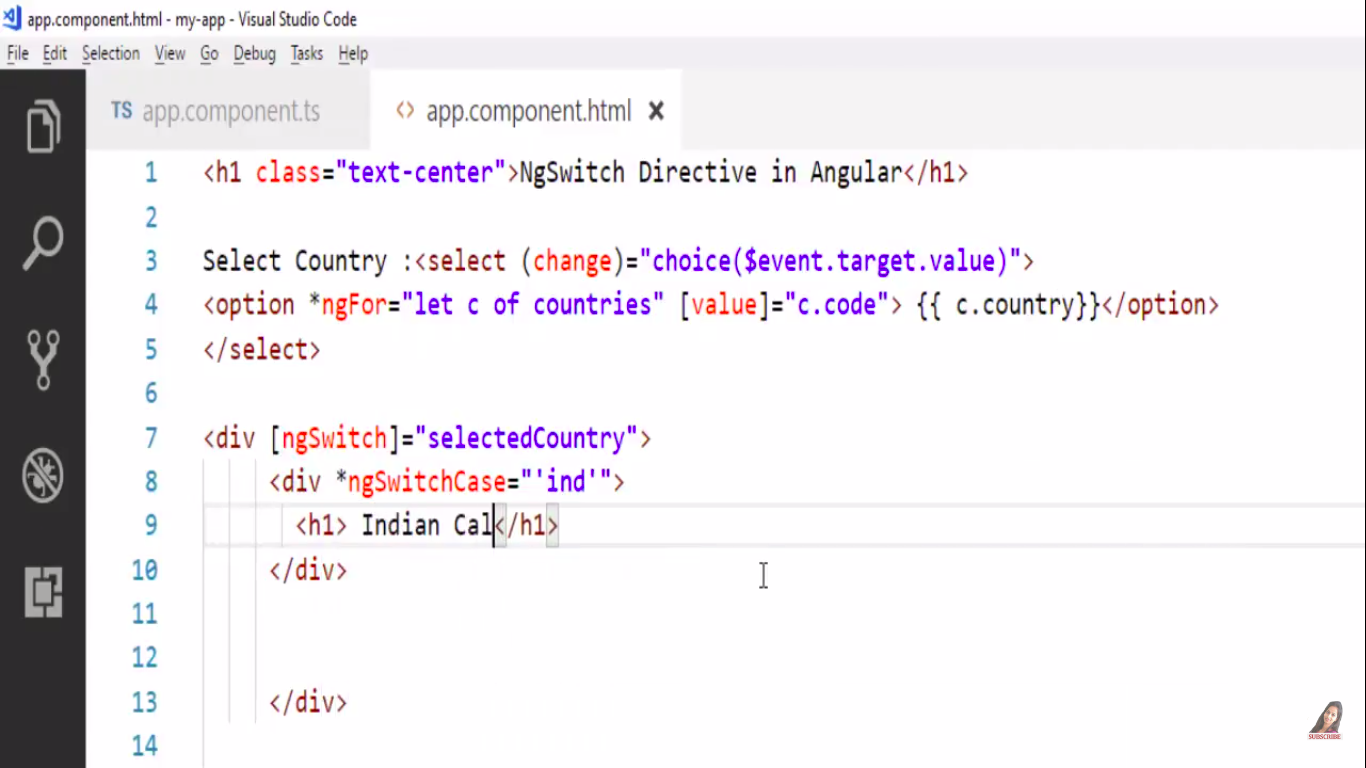 app.component.html - my-app - Visual Studio Code
File Edit Selection View Go Debug Tasks Help
TS app.component.ts <> app.component.html ×
1 <h1 class="text-center">NgSwitch Directive in Angular</h1>
2
3 Select Country :<select (change)="choice($event.target.value)">
4 <option *ngFor="let c of countries" [value]="c.code"> {{ c.country}}</option>
5 </select>
6
7 <div [ngSwitch]="selectedCountry">
8 <div *ngSwitchCase="'ind'">
9 <h1> Indian Cal</h1>
10 </div>
11
12
13 </div>
14
SUBSCRIBE